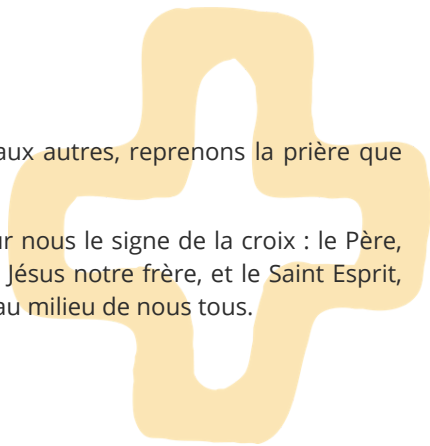 aux autres, reprenons la prière que
nous le signe de la croix : le Père,
Jésus notre frère, et le Saint Esprit,
au milieu de nous tous.